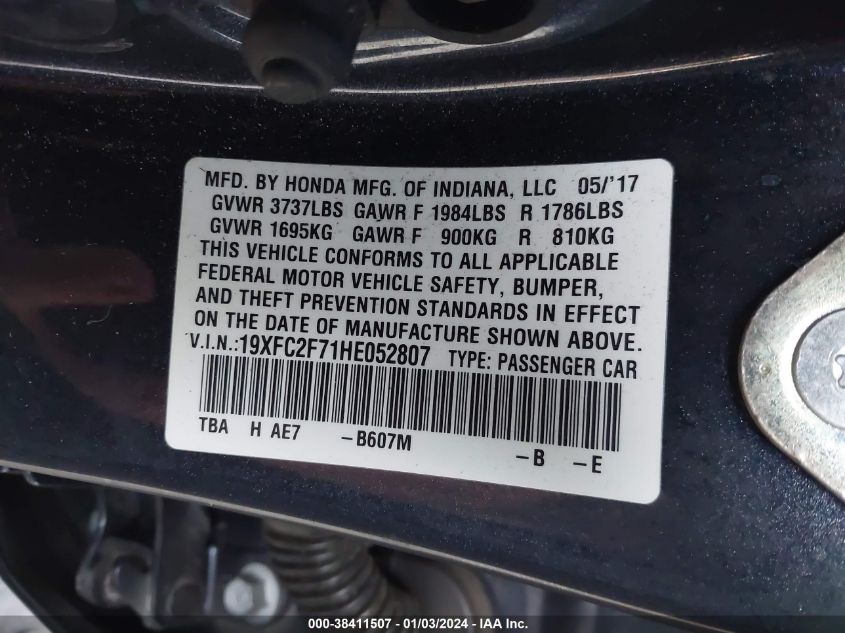 MFD. BY HONDA MFG. OF INDIANA, LLC 05/'17
GVWR 3737LBS GAWR F 1984LBS R 1786LBS
GVWR 1695KG GAWR F 900KG R 810KG
THIS VEHICLE CONFORMS TO ALL APPLICABLE
FEDERAL MOTOR VEHICLE SAFETY, BUMPER,
AND THEFT PREVENTION STANDARDS IN EFFECT
ON THE DATE OF MANUFACTURE SHOWN ABOVE.
V.I.N.:19XFC2F71HE052807 TYPE: PASSENGER CAR
TBA H AE7 -B607M -B -E
000-38411507 - 01/03/2024 - IAA Inc.